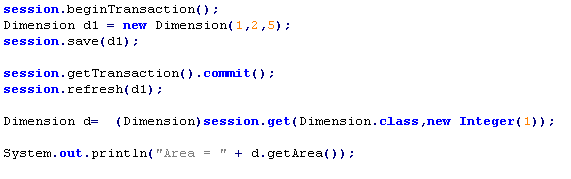 session.beginTransaction();
Dimension d1 = new Dimension(1,2,5);
session.save(d1);
session.getTransaction().commit();
session.refresh(d1);
Dimension d=  (Dimension)session.get(Dimension.class,new Integer(1));
System.out.println("Area = " + d.getArea());